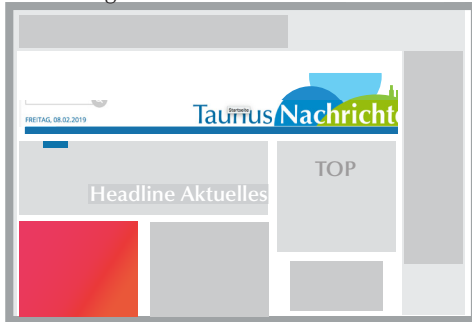 Startseite
Taunus Nachricht
FREITAG, 08.02.2019
TOP
Headline Aktuelles